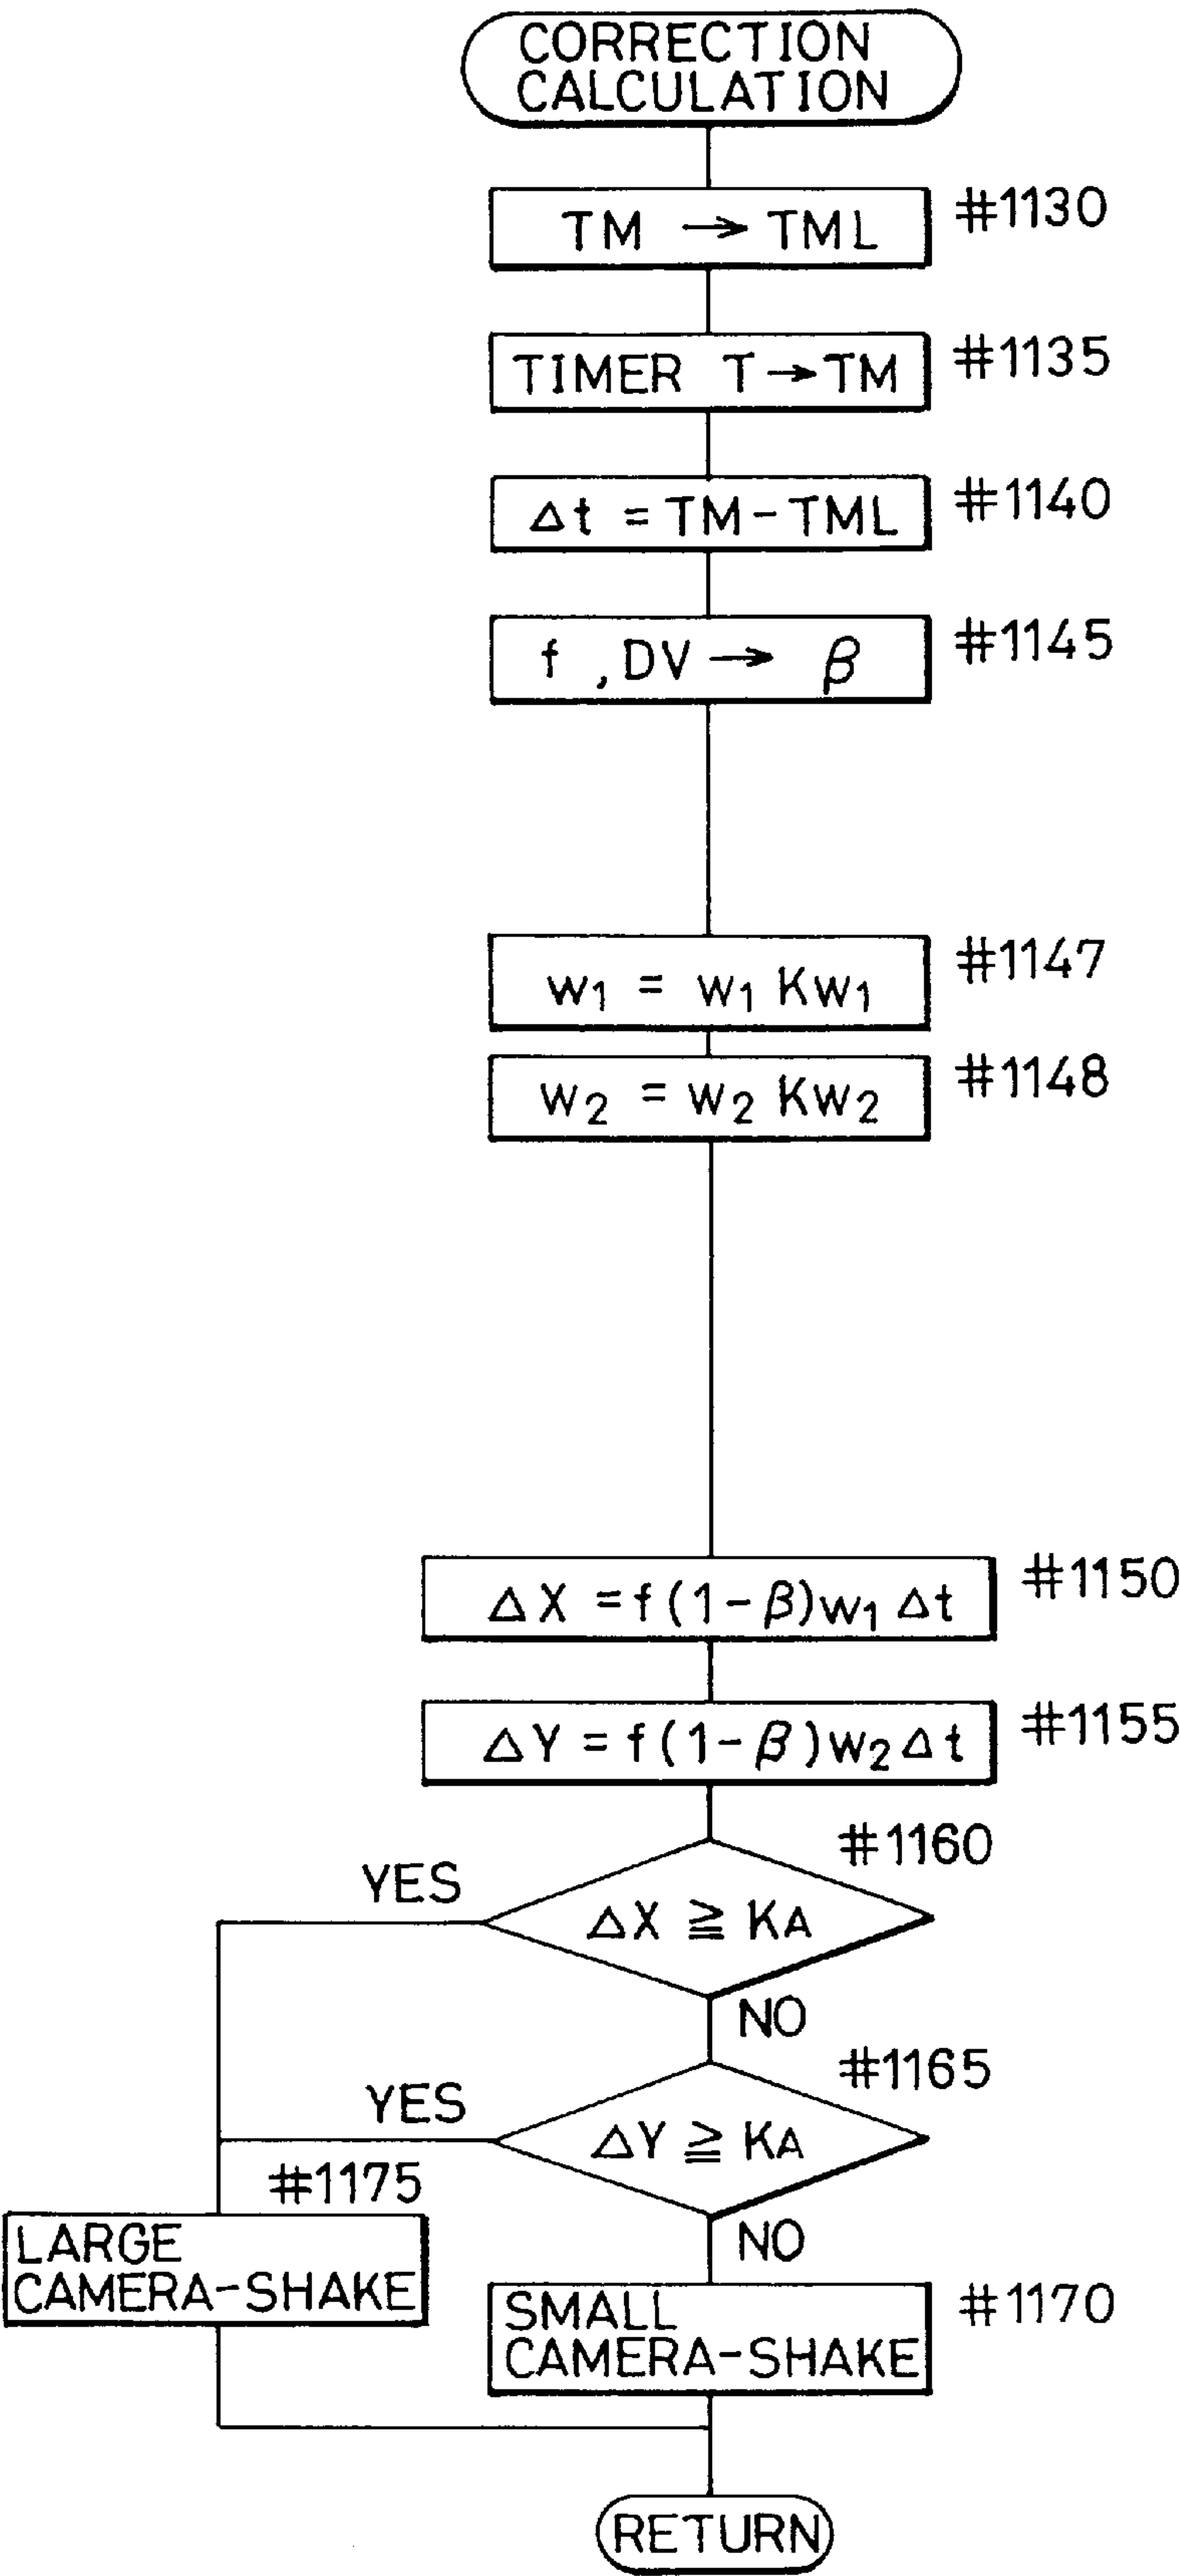 CORRECTION
CALCULATION
TM → TML #1130
TIMER T→TM #1135
Δt = TM-TML #1140
f ,DV → β #1145
w₁ = w₁ Kw₁ #1147
w₂ = w₂ Kw₂ #1148
ΔX = f(1-β)w₁ Δt #1150
ΔY = f(1-β)w₂ Δt #1155
#1160
YES
ΔX ≧ KA
NO
#1165
YES
ΔY ≧ KA
NO
#1175
LARGE
CAMERA-SHAKE
SMALL
CAMERA-SHAKE
#1170
RETURN